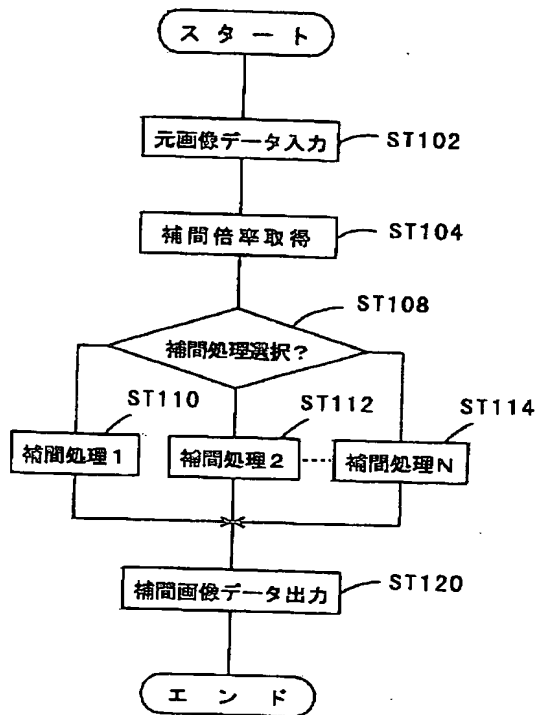 スタート
元画像データ入力
ST102
補間倍率取得
ST104
ST108
補間処理選択？
ST110
ST112
ST114
補間処理1
補間処理2
補間処理N
補間画像データ出力
ST120
エンド